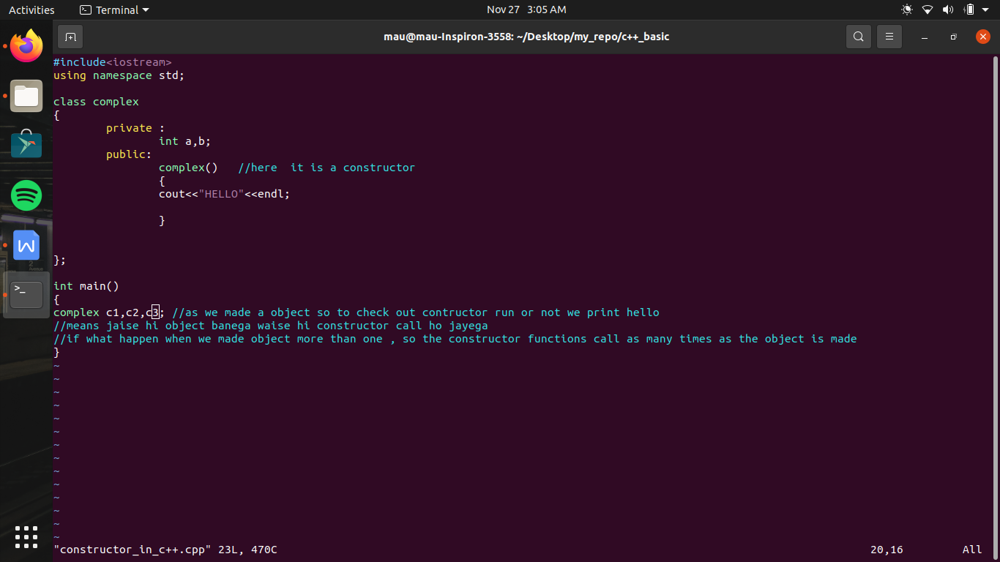 Activities Terminal Nov 27 3:05 AM
mau@mau-Inspiron-3558: ~/Desktop/my_repo/c++_basic
#include<iostream>
using namespace std;
class complex
{
private :
int a,b;
public:
complex() //here it is a constructor
{
cout<<"HELLO"<<endl;
}
};
int main()
{
complex c1,c2,c3; //as we made a object so to check out contructor run or not we print hello
//means jaise hi object banega waise hi constructor call ho jayega
//if what happen when we made object more than one , so the constructor functions call as many times as the object is made
}
~
~
~
~
~
~
~
~
~
~
~
~
~
~
"constructor_in_c++.cpp" 23L, 470C 20,16 All